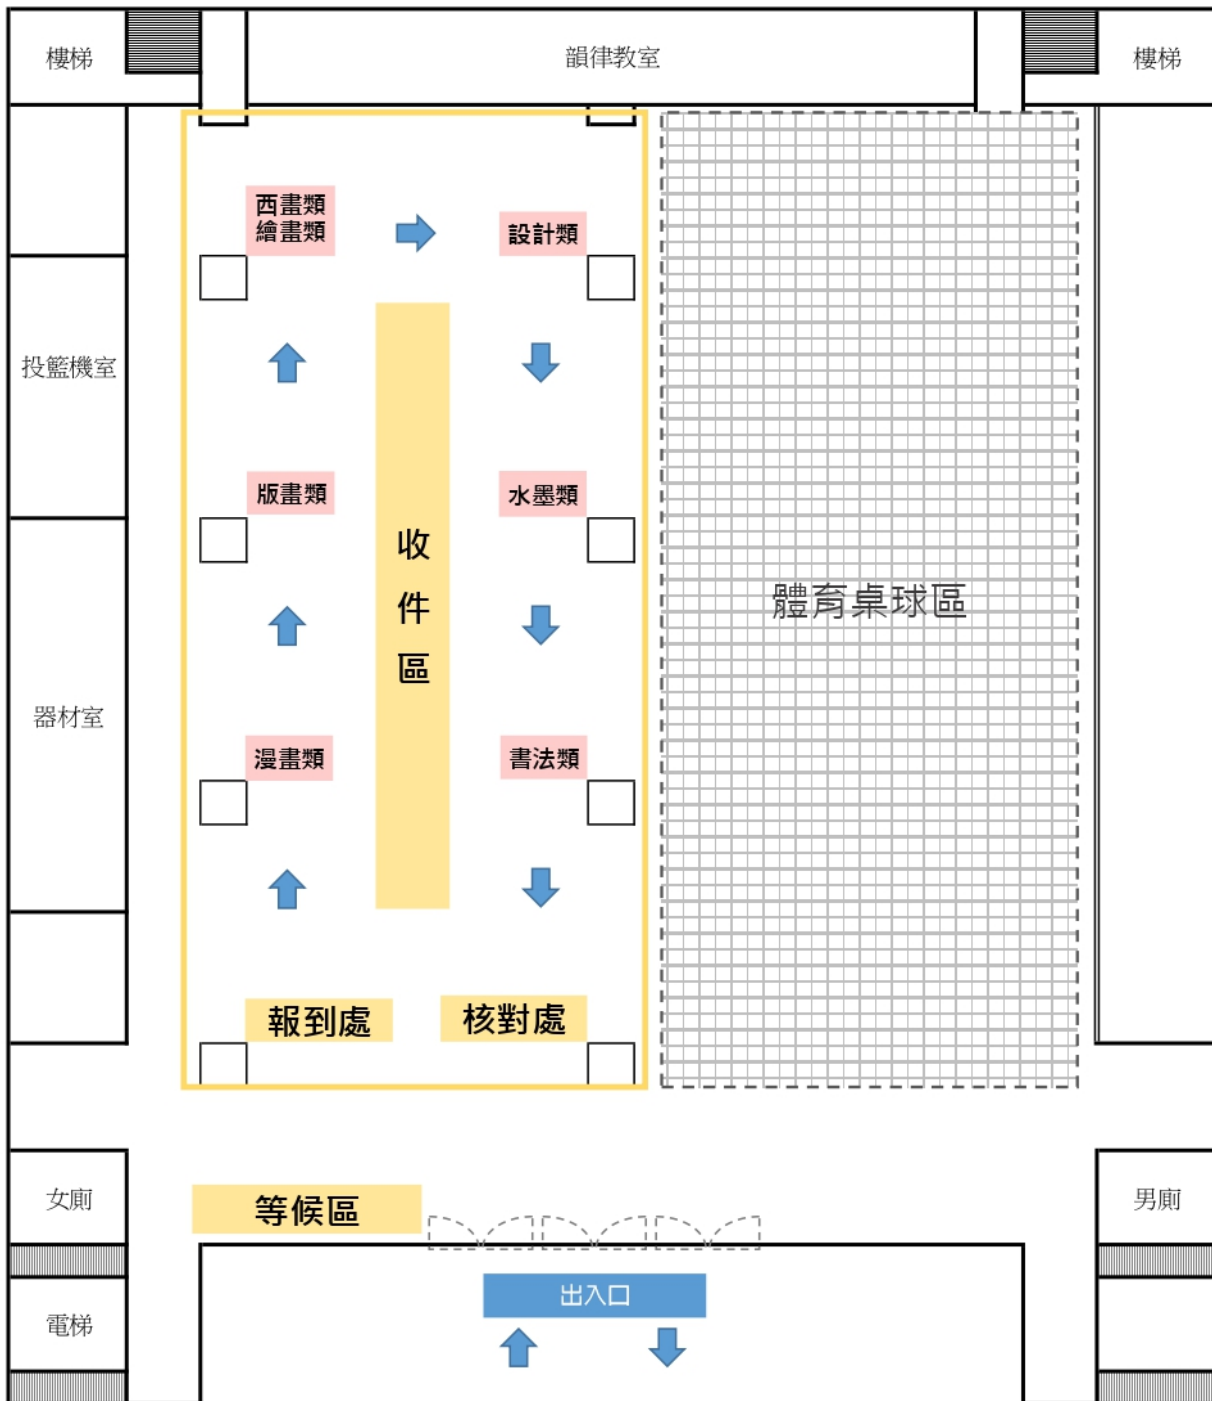 樓梯
韻律教室
樓梯
西畫類
繪畫類
設計類
投籃機室
版畫類
水墨類
收
件
區
體育桌球區
器材室
漫畫類
書法類
報到處
核對處
女廁
等候區
男廁
出入口
電梯